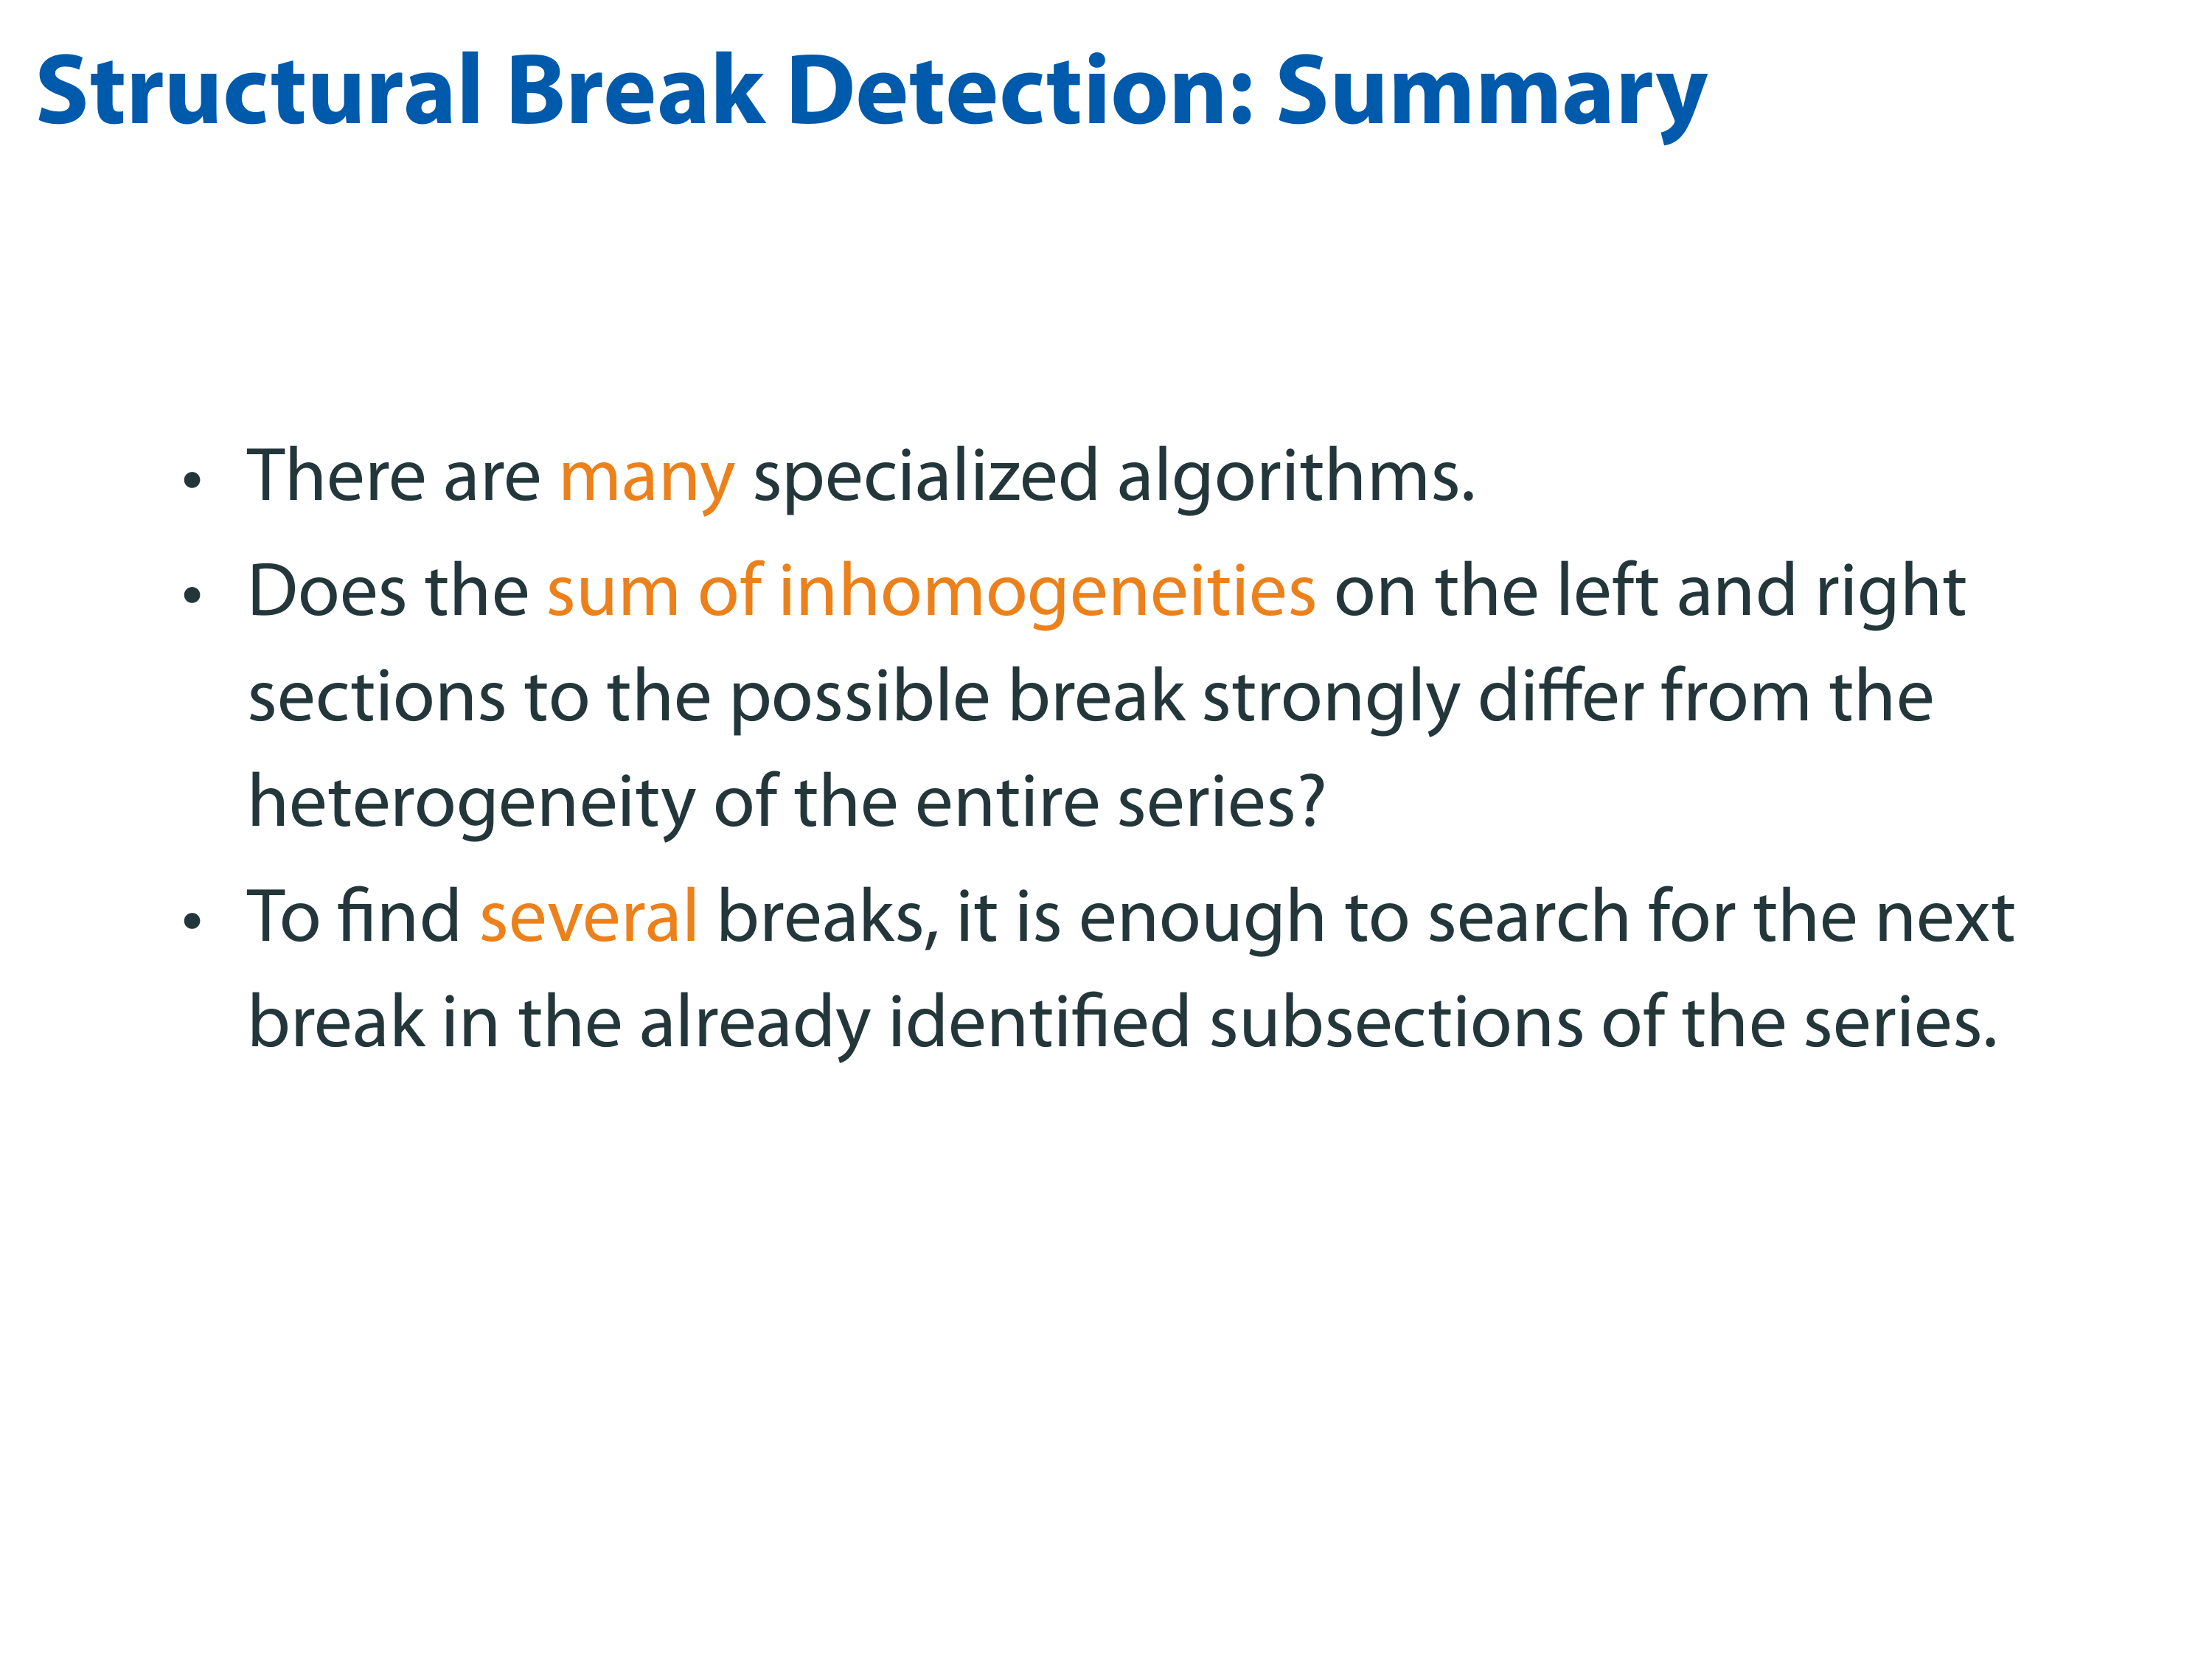 Structural Break Detection: Summary
• There are many specialized algorithms.
• Does the sum of inhomogeneities on the left and right
sections to the possible break strongly differ from the
heterogeneity of the entire series?
• To find several breaks, it is enough to search for the next
break in the already identified subsections of the series.